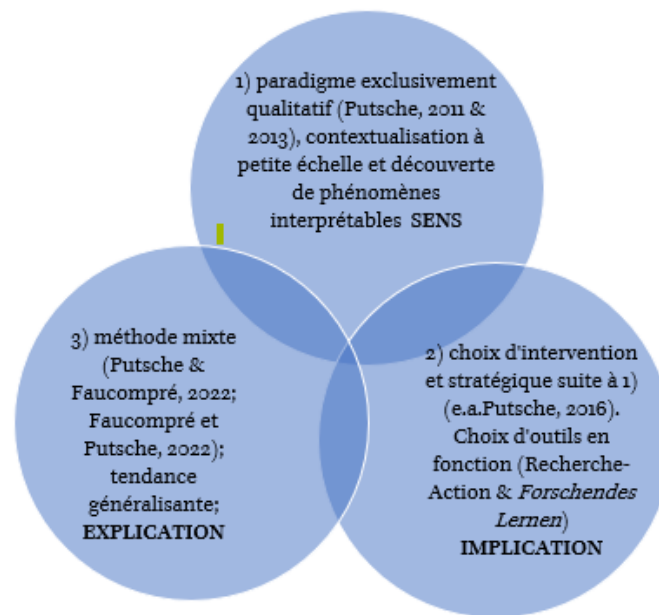 1) paradigme exclusivement
qualitatif (Putsche, 2011 &
2013), contextualisation à
petite échelle et découverte
de phénomènes
interprétables SENS
3) méthode mixte
(Putsche &
Faucompré, 2022;
Faucompré et
Putsche, 2022);
tendance
généralisante;
EXPLICATION
2) choix d'intervention
et stratégique suite à 1)
(e.a.Putsche, 2016).
Choix d'outils en
fonction (Recherche-
Action & Forschendes
Lernen)
IMPLICATION